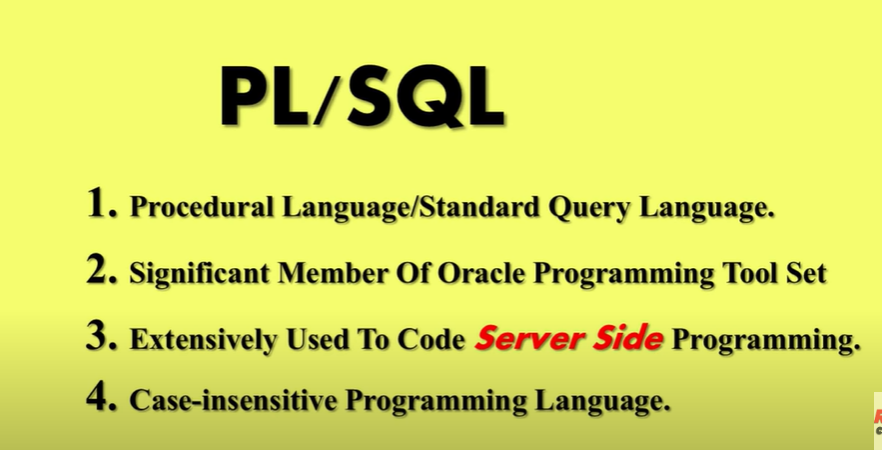 PL/SQL
1. Procedural Language/Standard Query Language.
2. Significant Member Of Oracle Programming Tool Set
3. Extensively Used To Code Server Side Programming.
4. Case-insensitive Programming Language.